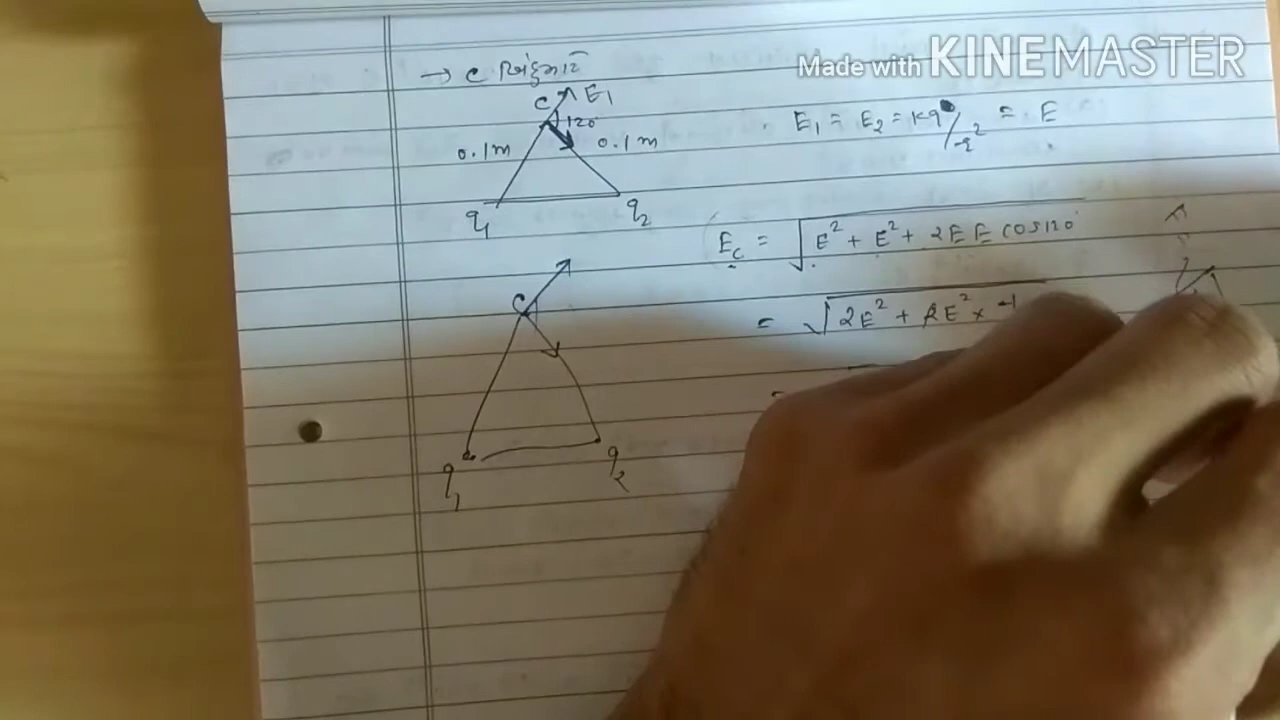 Made with KINEMASTER
→ C બિંદુમાટે
C E1
120
0.1m 0.1m
q1 q2
E1 = E2 = kq/r² = E
Ec = √E² + E² + 2EE cos120
= √2E² + 2E² × -1
C
q1 q2